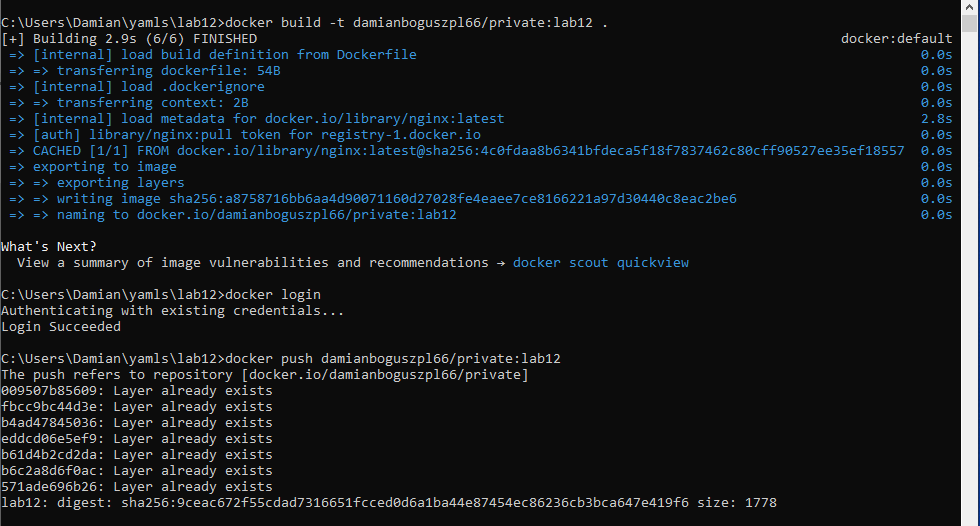 C:\Users\Damian\yamls\lab12>docker build -t damianboguszpl66/private:lab12 .
[+] Building 2.9s (6/6) FINISHED docker:default
=> [internal] load build definition from Dockerfile 0.0s
=> => transferring dockerfile: 54B 0.0s
=> [internal] load .dockerignore 0.0s
=> => transferring context: 2B 0.0s
=> [internal] load metadata for docker.io/library/nginx:latest 2.8s
=> [auth] library/nginx:pull token for registry-1.docker.io 0.0s
=> CACHED [1/1] FROM docker.io/library/nginx:latest@sha256:4c0fdaa8b6341bfdeca5f18f7837462c80cff90527ee35ef18557 0.0s
=> exporting to image 0.0s
=> => exporting layers 0.0s
=> => writing image sha256:a8758716bb6aa4d90071160d27028fe4eaee7ce8166221a97d30440c8eac2be6 0.0s
=> => naming to docker.io/damianboguszpl66/private:lab12 0.0s
What's Next?
View a summary of image vulnerabilities and recommendations → docker scout quickview
C:\Users\Damian\yamls\lab12>docker login
Authenticating with existing credentials...
Login Succeeded
C:\Users\Damian\yamls\lab12>docker push damianboguszpl66/private:lab12
The push refers to repository [docker.io/damianboguszpl66/private]
009507b85609: Layer already exists
fbcc9bc44d3e: Layer already exists
b4ad47845036: Layer already exists
eddcd06e5ef9: Layer already exists
b61d4b2cd2da: Layer already exists
b6c2a8d6f0ac: Layer already exists
571ade696b26: Layer already exists
lab12: digest: sha256:9ceac672f55cdad7316651fcced0d6a1ba44e87454ec86236cb3bca647e419f6 size: 1778